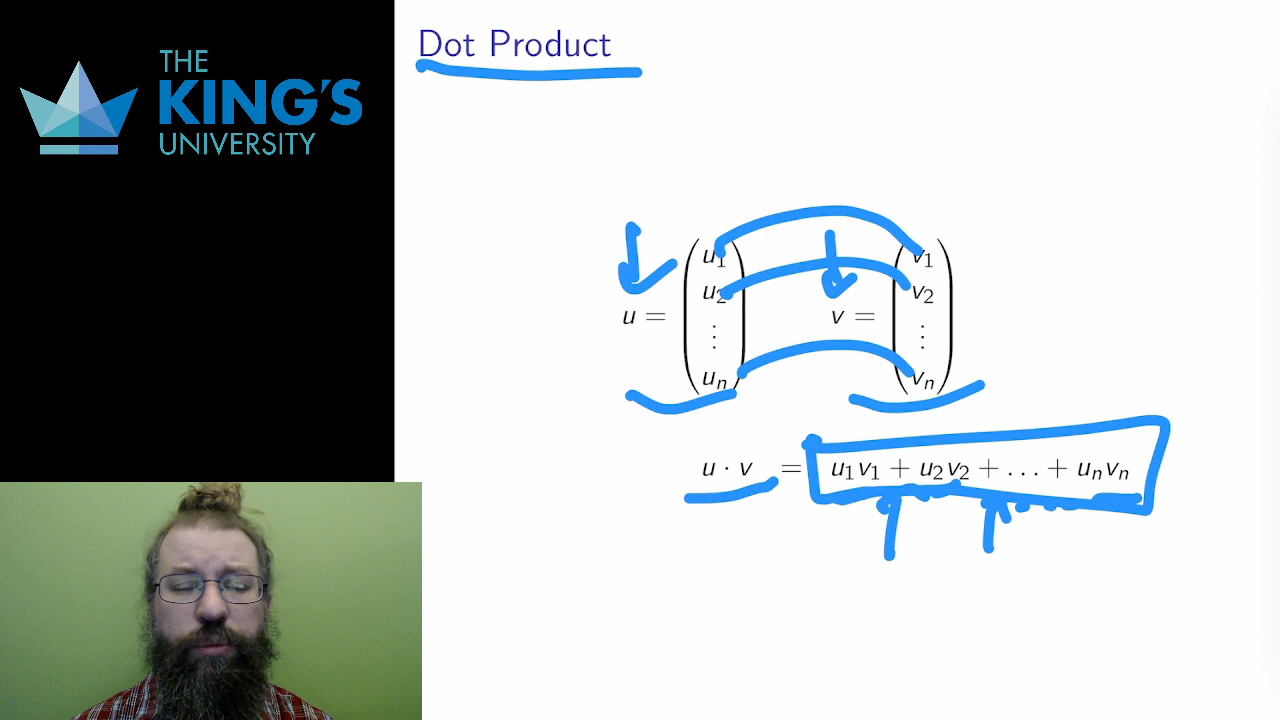 THE
KING'S
UNIVERSITY
Dot Product
u = (u₁ u₂ ⋮ uₙ) v = (v₁ v₂ ⋮ vₙ)
u · v = u₁v₁ + u₂v₂ + … + uₙvₙ